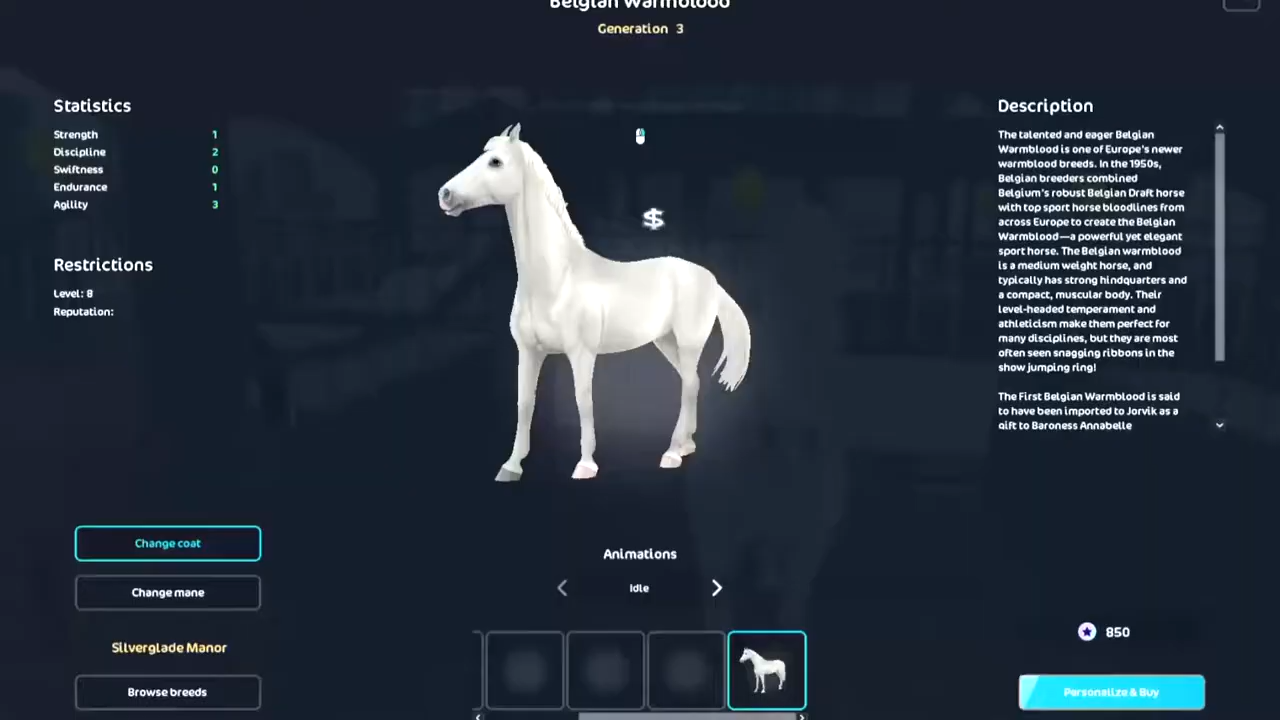 Belgian Warmblood
Generation 3
Statistics
Strength 1
Discipline 2
Swiftness 0
Endurance 1
Agility 3
Restrictions
Level: 8
Reputation:
$
Description
The talented and eager Belgian
Warmblood is one of Europe's newer
warmblood breeds. In the 1950s,
Belgian breeders combined
Belgium's robust Belgian Draft horse
with top sport horse bloodlines from
across Europe to create the Belgian
Warmblood—a powerful yet elegant
sport horse. The Belgian warmblood
is a medium weight horse, and
typically has strong hindquarters and
a compact, muscular body. Their
level-headed temperament and
athleticism make them perfect for
many disciplines, but they are most
often seen snagging ribbons in the
show jumping ring!
The First Belgian Warmblood is said
to have been imported to Jorvik as a
gift to Baroness Annabelle
Change coat
Change mane
Silverglade Manor
Browse breeds
Animations
Idle
850
Personalize & Buy